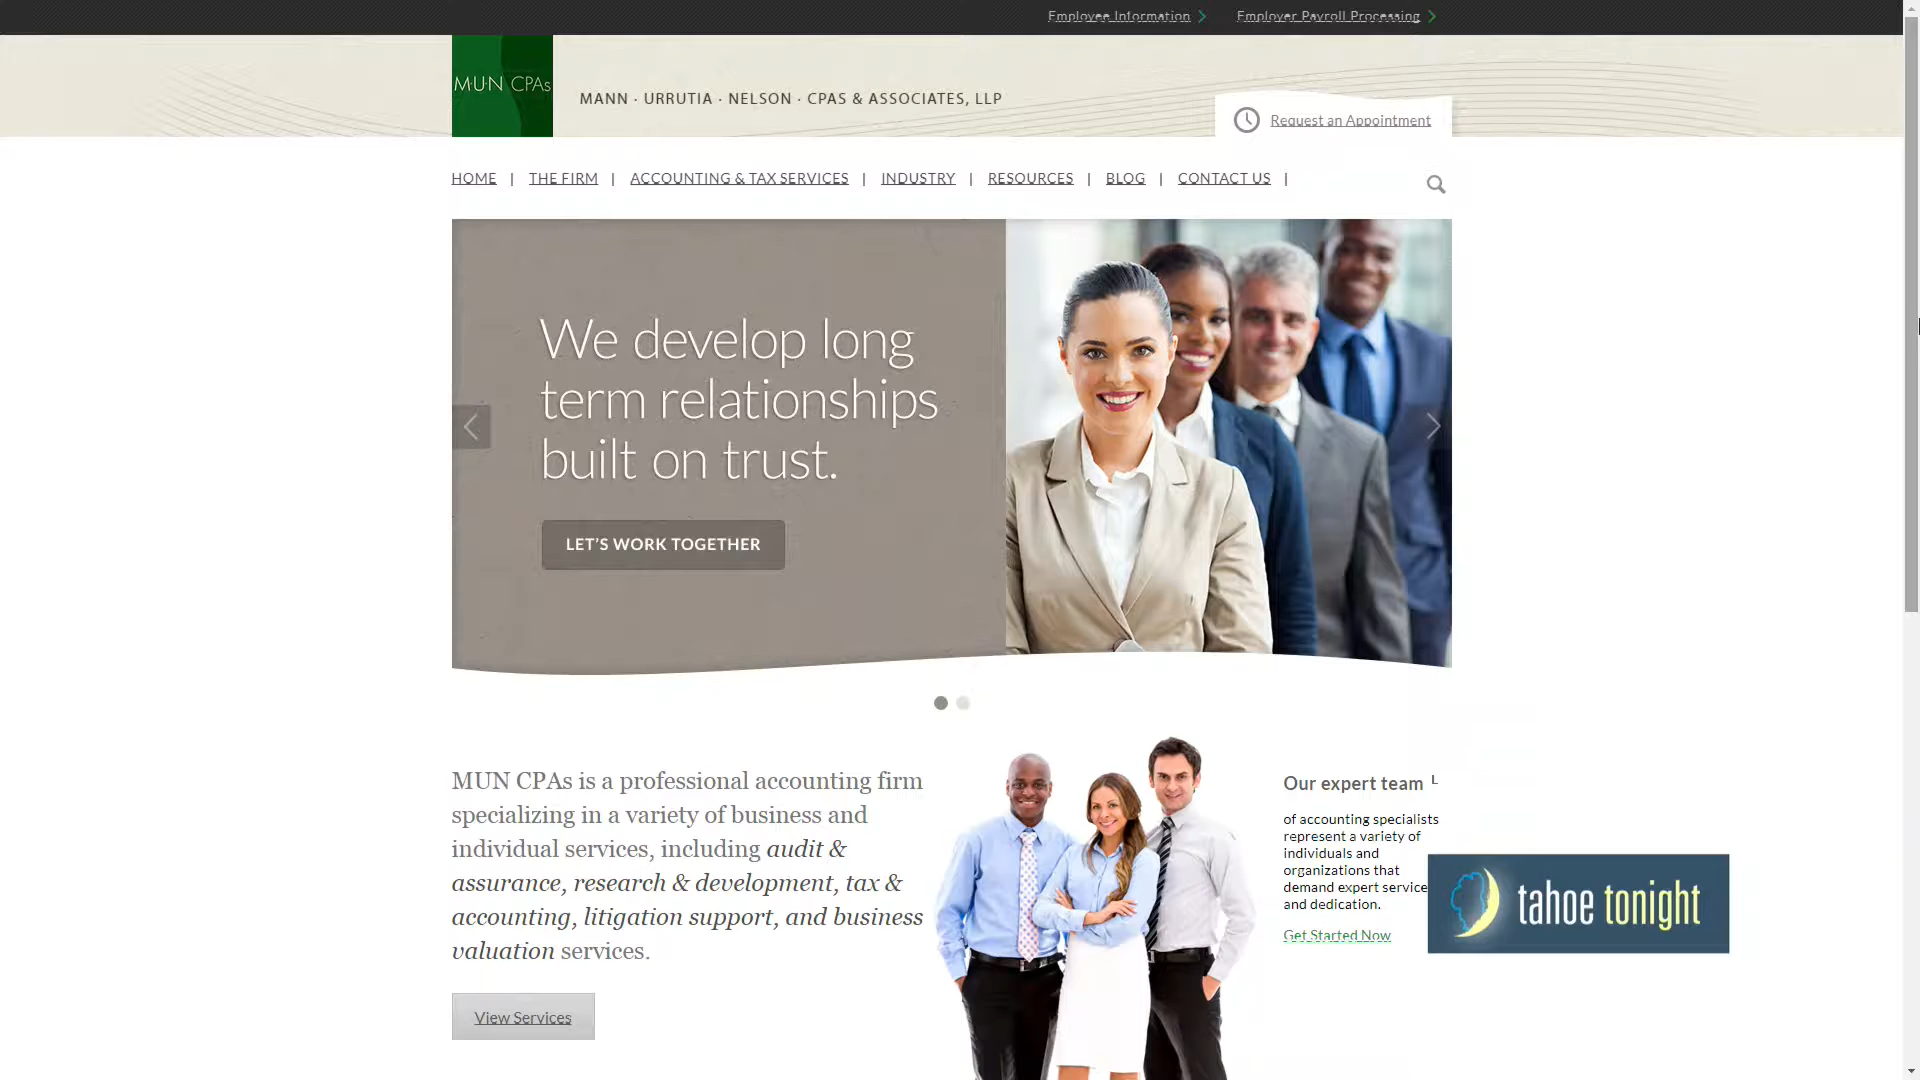 Employee Information
Employer Payroll Processing
M·U·N CPAs
MANN · URRUTIA · NELSON · CPAS & ASSOCIATES, LLP
Request an Appointment
HOME | THE FIRM | ACCOUNTING & TAX SERVICES | INDUSTRY | RESOURCES | BLOG | CONTACT US |
We develop long
term relationships
built on trust.
LET'S WORK TOGETHER
MUN CPAs is a professional accounting firm
specializing in a variety of business and
individual services, including audit &
assurance, research & development, tax &
accounting, litigation support, and business
valuation services.
View Services
Our expert team
of accounting specialists
represent a variety of
individuals and
organizations that
demand expert service
and dedication.
Get Started Now
tahoe tonight